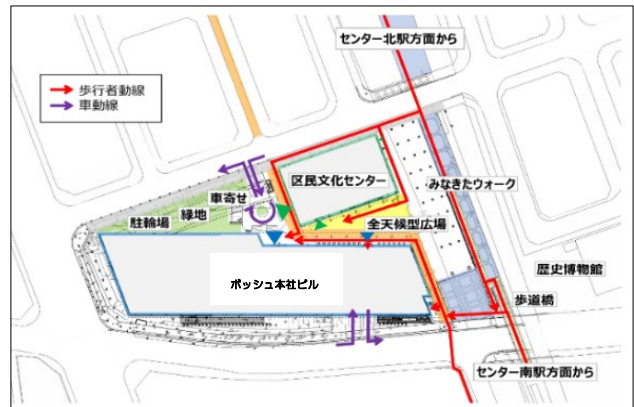 センター北駅方面から
歩行者動線
車動線
区民文化センター
みなきたウォーク
車寄せ
緑地
駐輪場
全天候型広場
歴史博物館
ボッシュ本社ビル
歩道橋
センター南駅方面から